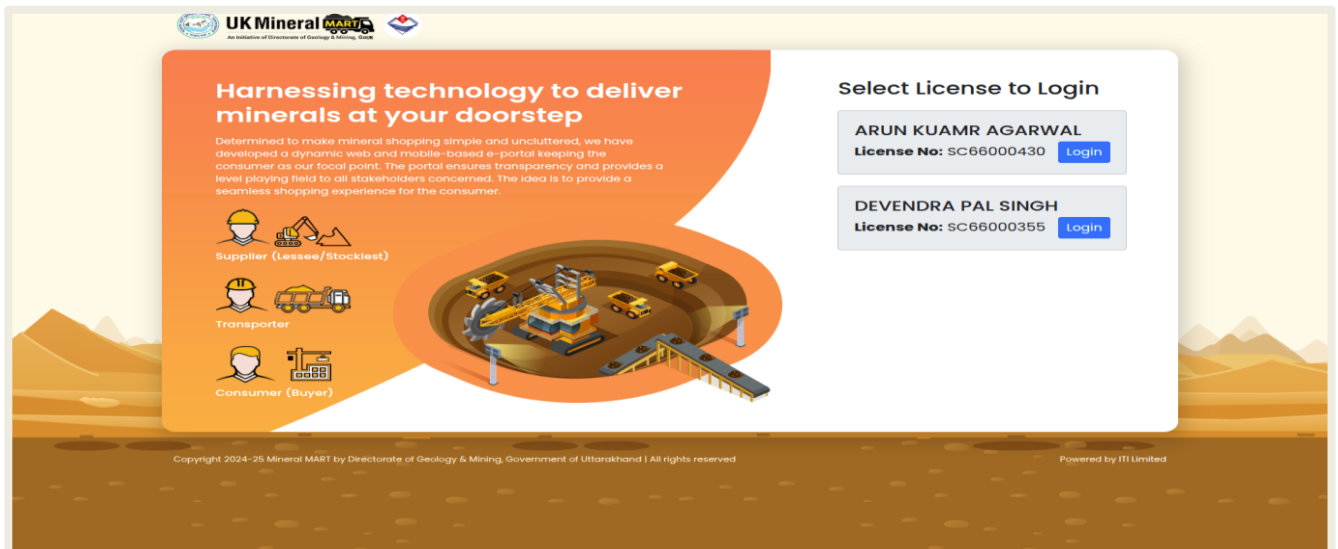 UK Mineral MART
An Initiative of Directorate of Geology & Mining, GoUK
Harnessing technology to deliver
minerals at your doorstep
Determined to make mineral shopping simple and uncluttered, we have
developed a dynamic web and mobile-based e-portal keeping the
consumer as our focal point. The portal ensures transparency and provides a
level playing field to all stakeholders concerned. The idea is to provide a
seamless shopping experience for the consumer.
Supplier (Lessee/Stockiest)
Transporter
Consumer (Buyer)
Select License to Login
ARUN KUAMR AGARWAL
License No: SC66000430 Login
DEVENDRA PAL SINGH
License No: SC66000355 Login
Copyright 2024-25 Mineral MART by Directorate of Geology & Mining, Government of Uttarakhand | All rights reserved
Powered by ITI Limited